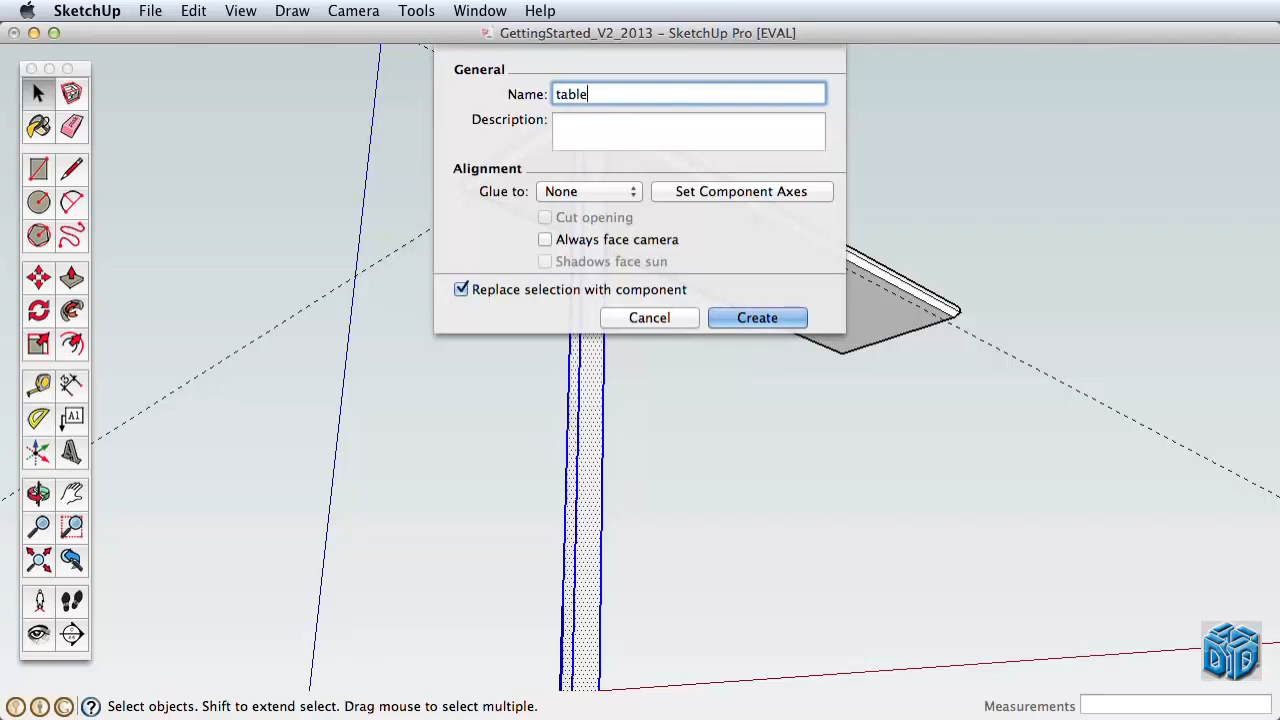 SketchUp File Edit View Draw Camera Tools Window Help
GettingStarted_V2_2013 – SketchUp Pro [EVAL]
General
Name: table
Description:
Alignment
Glue to: None Set Component Axes
Cut opening
Always face camera
Shadows face sun
Replace selection with component
Cancel Create
A1
Select objects. Shift to extend select. Drag mouse to select multiple. Measurements